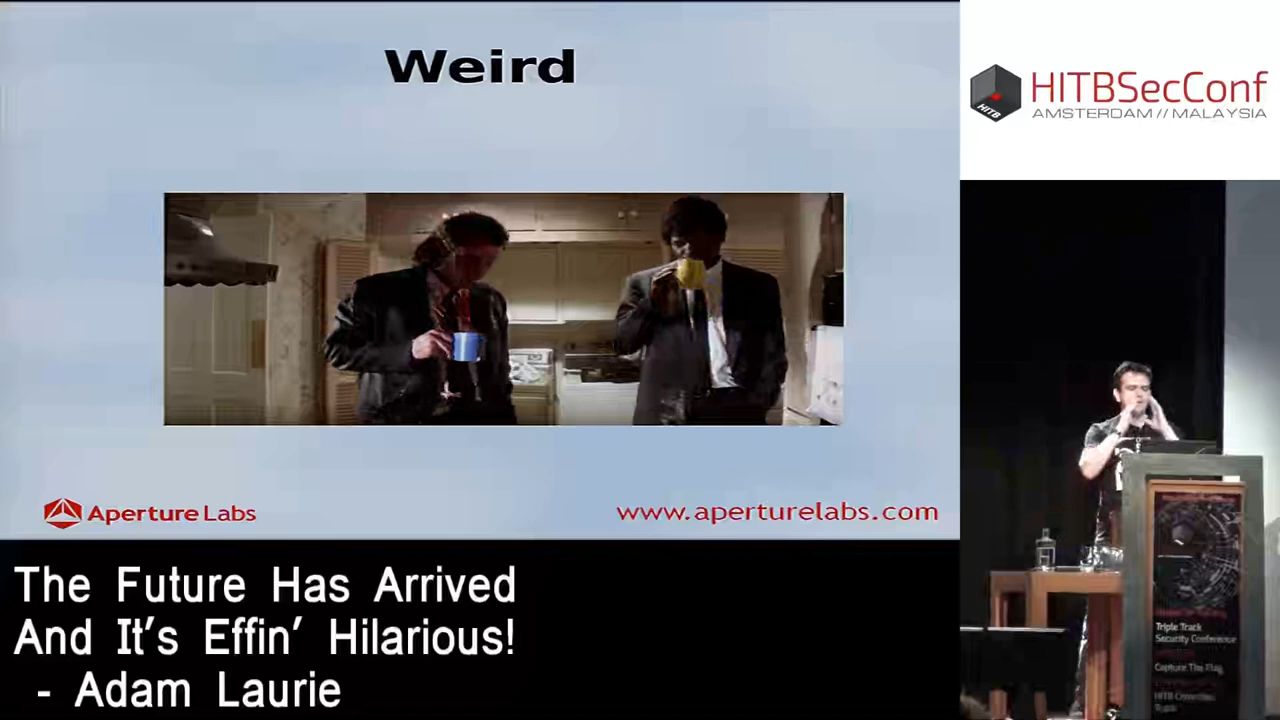 Weird
HITBSecConf
AMSTERDAM // MALAYSIA
HITB
Aperture Labs
www.aperturelabs.com
The Future Has Arrived
And It's Effin' Hilarious!
- Adam Laurie
Triple Track
Security Conference
Capture The Flag